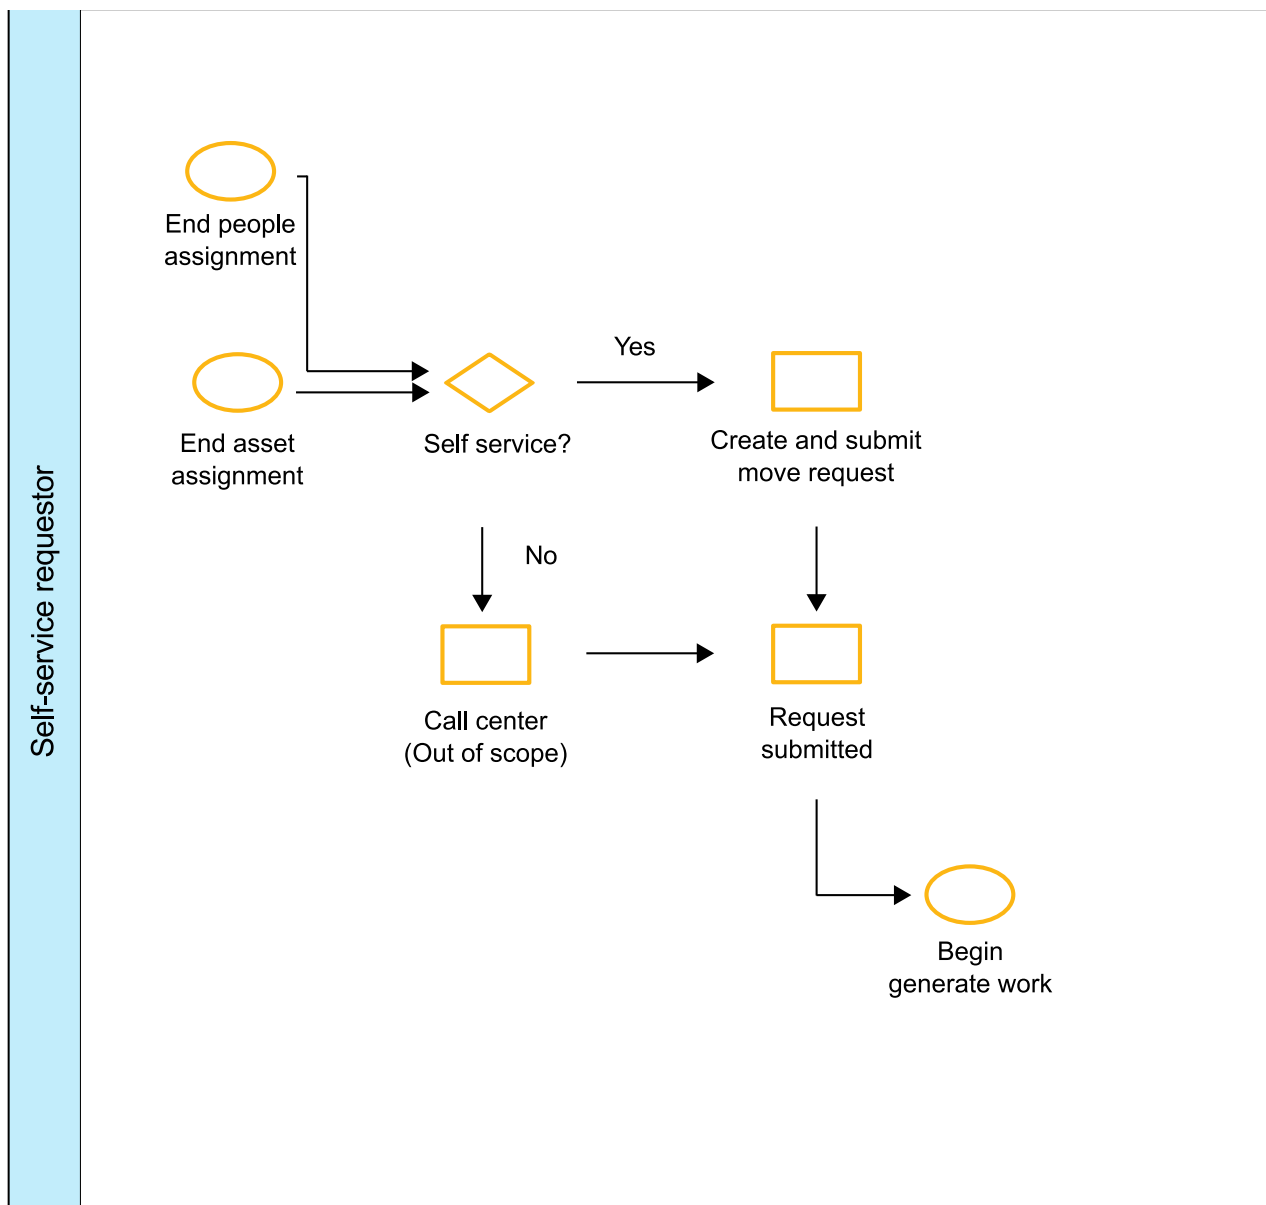 Self-service requestor
End people
assignment
End asset
assignment
Self service?
Yes
Create and submit
move request
No
Call center
(Out of scope)
Request
submitted
Begin
generate work